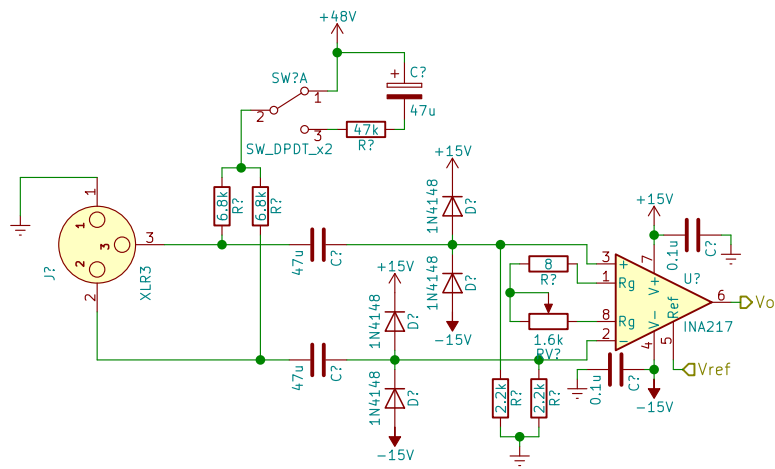 +48V
SW?A
1
2
3
SW_DPDT_x2
+
C?
47u
47k
R?
6.8k
R?
6.8k
R?
1
1
3
3
2
2
J?
XLR3
47u
C?
47u
C?
+15V
1N4148
D?
1N4148
D?
-15V
1N4148
D?
1N4148
D?
-15V
+15V
8
R?
1.6k
RV?
2.2k
R?
2.2k
R?
+15V
0.1u
C?
3
+
1
Rg
8
Rg
2
-
7
V+
U?
6
Vo
Ref
INA217
V-
4
5
Vref
0.1u
C?
-15V